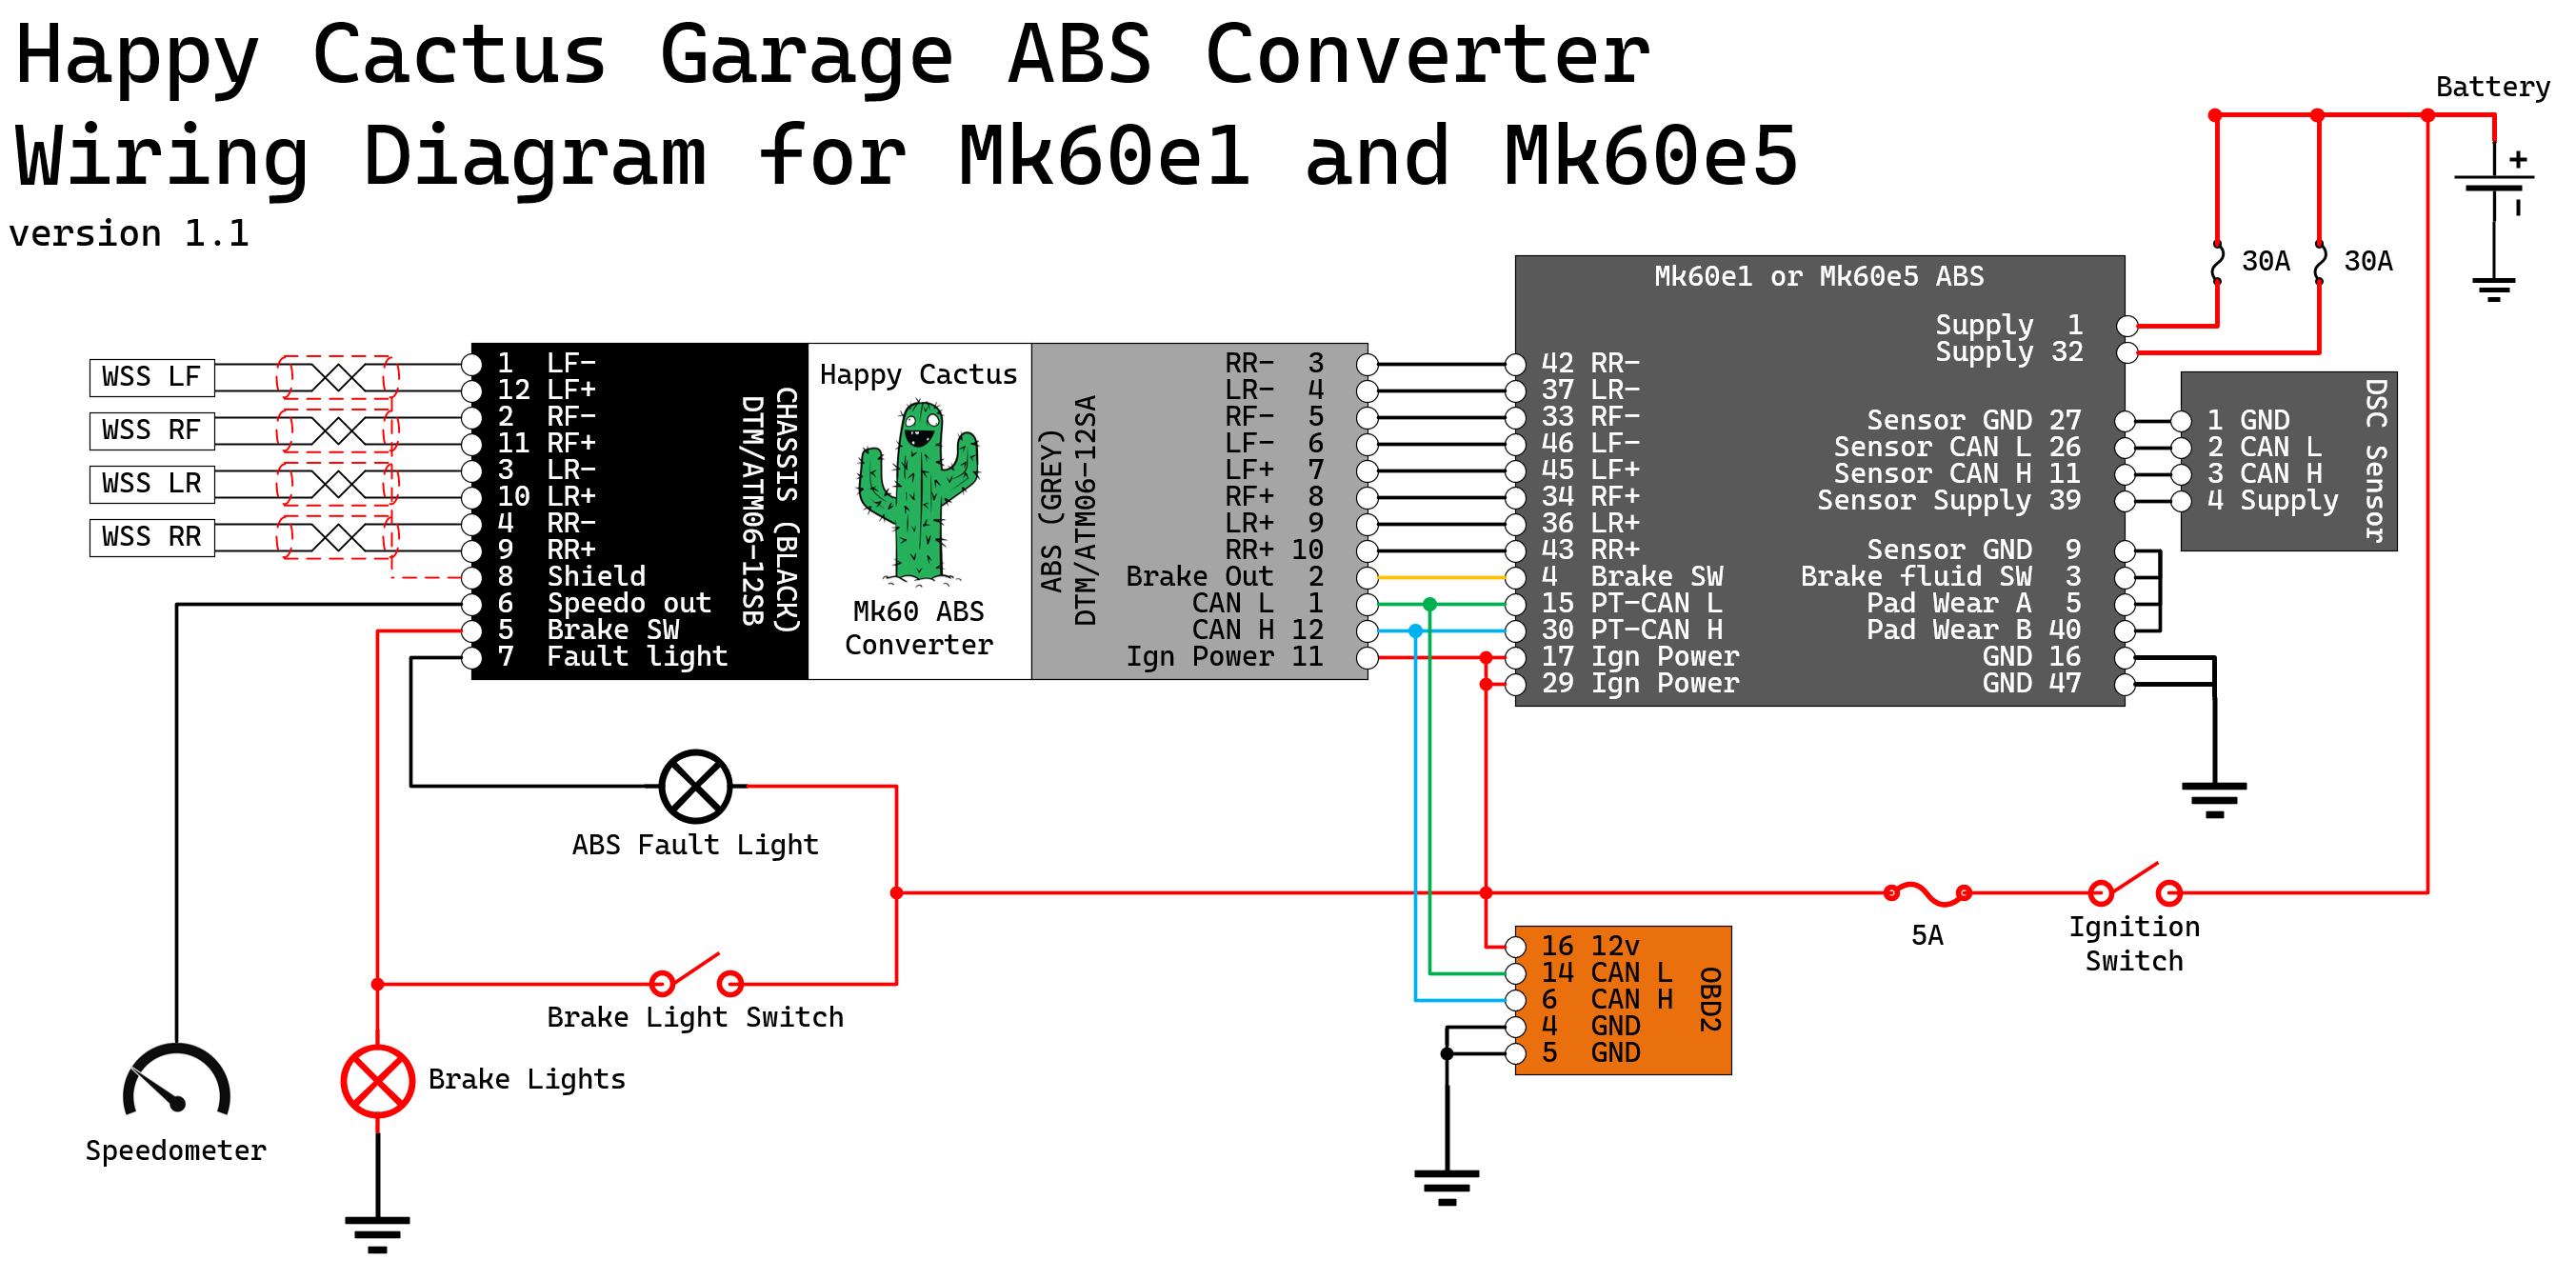 Happy Cactus Garage ABS Converter
Wiring Diagram for Mk60e1 and Mk60e5
version 1.1
Battery
+
-
30A
30A
WSS LF
WSS RF
WSS LR
WSS RR
1 LF-
12 LF+
2 RF-
11 RF+
3 LR-
10 LR+
4 RR-
9 RR+
8 Shield
6 Speedo out
5 Brake SW
7 Fault light
CHASSIS (BLACK)
DTM/ATM06-12SB
Happy Cactus
Mk60 ABS
Converter
ABS (GREY)
DTM/ATM06-12SA
RR- 3
LR- 4
RF- 5
LF- 6
LF+ 7
RF+ 8
LR+ 9
RR+ 10
Brake Out 2
CAN L 1
CAN H 12
Ign Power 11
Mk60e1 or Mk60e5 ABS
42 RR-
37 LR-
33 RF-
46 LF-
45 LF+
34 RF+
36 LR+
43 RR+
4 Brake SW
15 PT-CAN L
30 PT-CAN H
17 Ign Power
29 Ign Power
Supply 1
Supply 32
Sensor GND 27
Sensor CAN L 26
Sensor CAN H 11
Sensor Supply 39
Sensor GND 9
Brake fluid SW 3
Pad Wear A 5
Pad Wear B 40
GND 16
GND 47
1 GND
2 CAN L
3 CAN H
4 Supply
DSC Sensor
ABS Fault Light
Brake Light Switch
Brake Lights
Speedometer
5A
Ignition
Switch
16 12v
14 CAN L
6 CAN H
4 GND
5 GND
OBD2